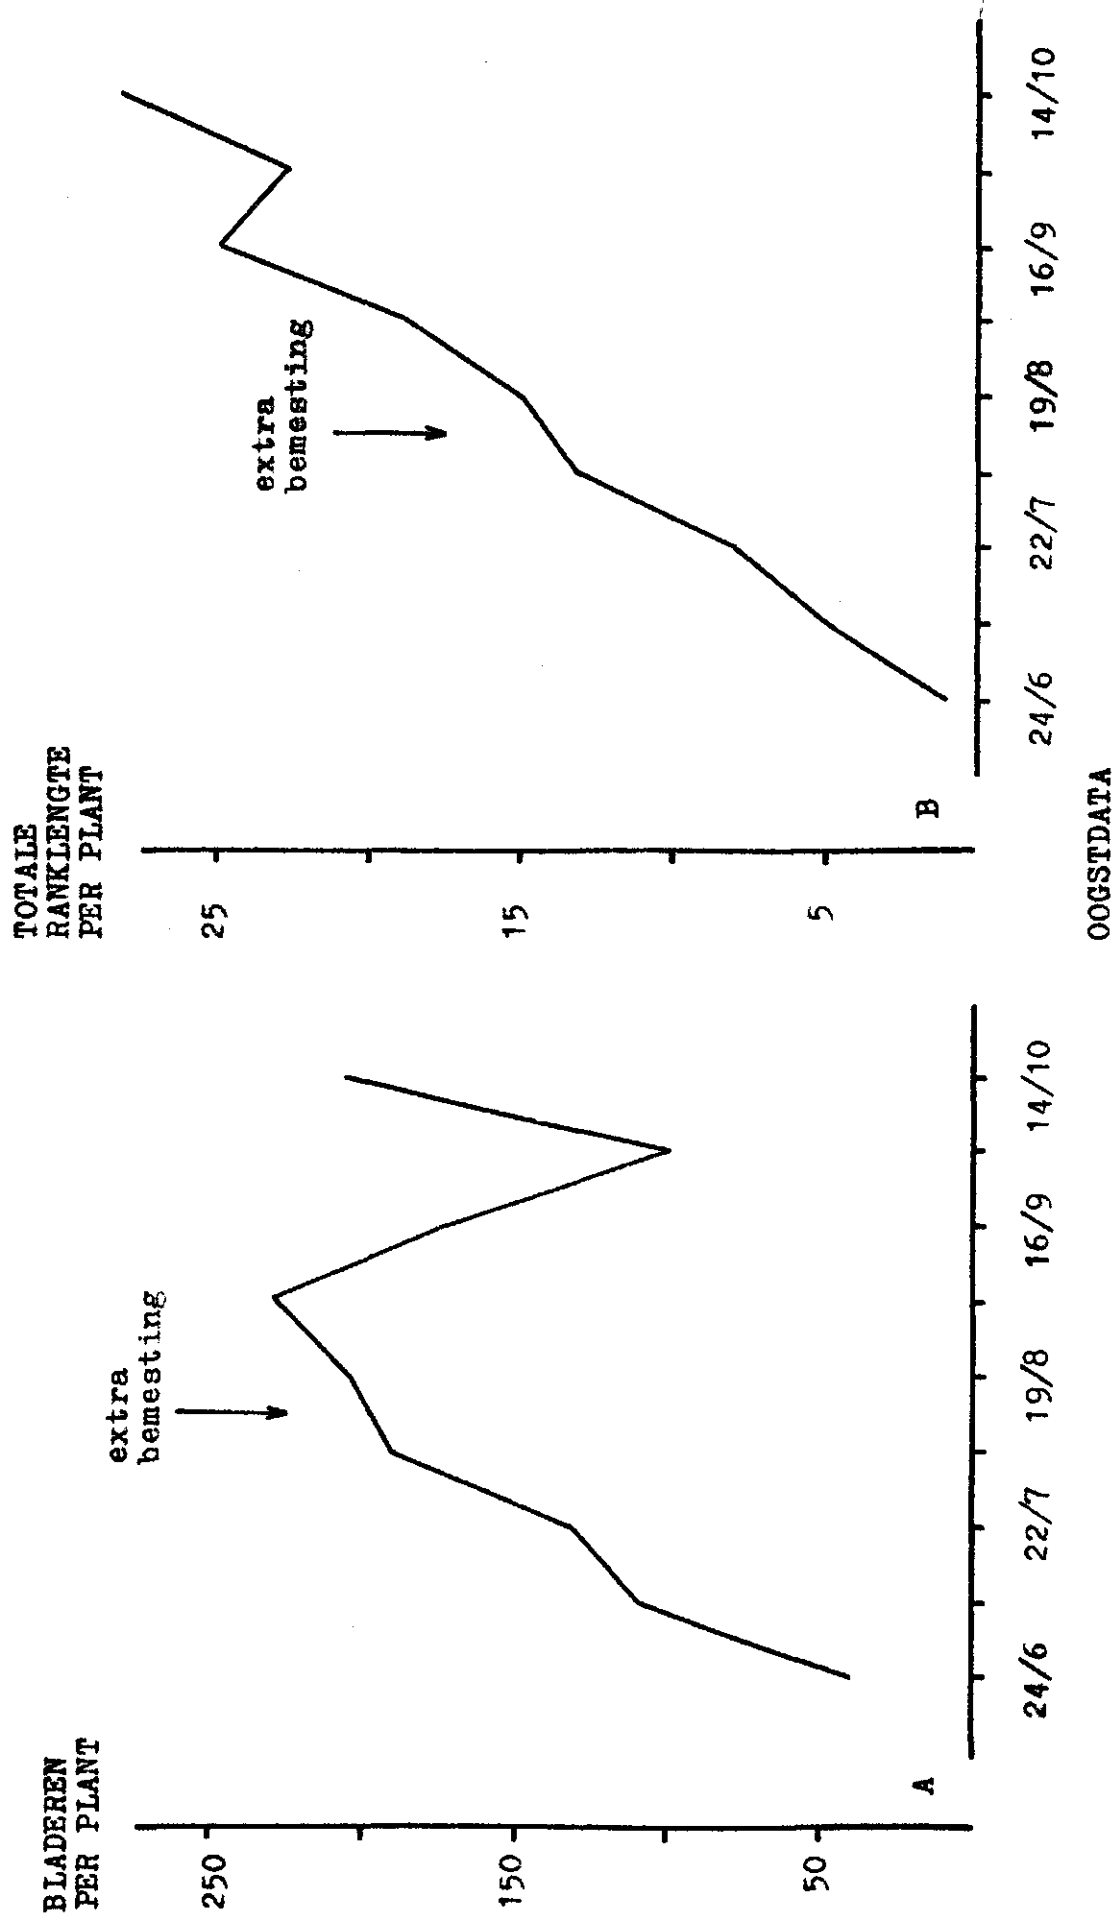 BLADEREN
PER PLANT
250
150
50
extra
bemesting
A
24/6
22/7
19/8
16/9
14/10
TOTALE
RANKLENGTE
PER PLANT
25
15
5
extra
bemesting
B
24/6
22/7
19/8
16/9
14/10
OOGSTDATA